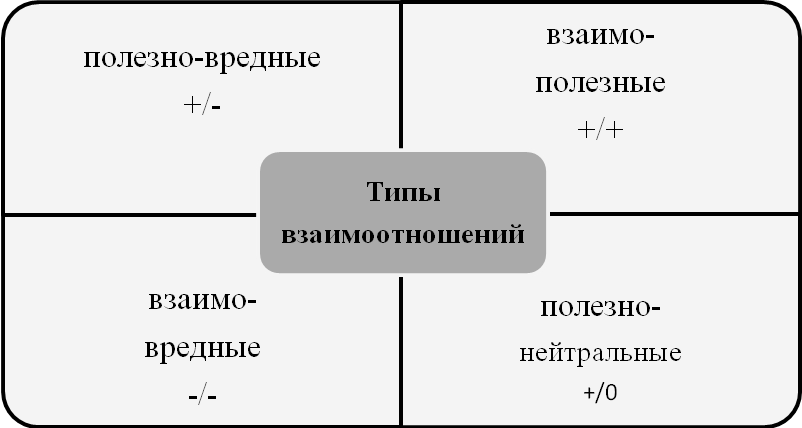 полезно-вредные
+/-
взаимо-
полезные
+/+
Типы
взаимоотношений
взаимо-
вредные
-/-
полезно-
нейтральные
+/0